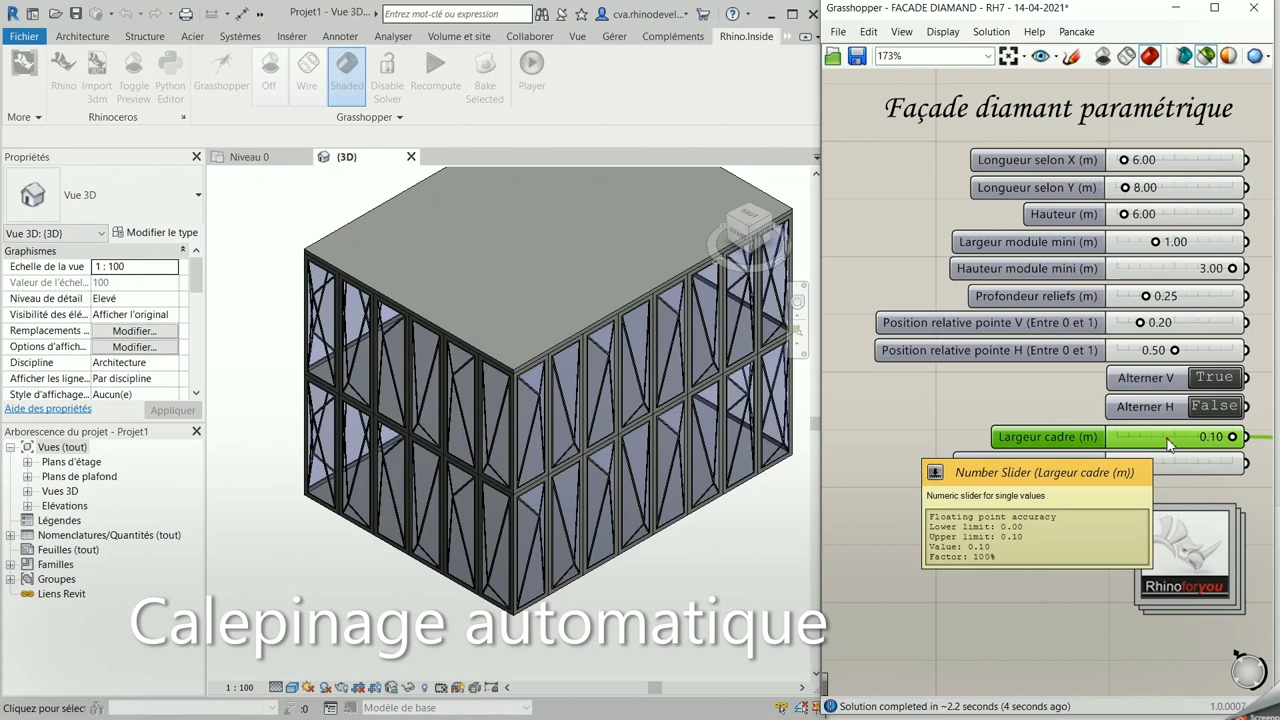 Projet1 - Vue 3D...
Entrez mot-clé ou expression
cva.rhinodevel...
Fichier Architecture Structure Acier Systèmes Insérer Annoter Analyser Volume et site Collaborer Vue Gérer Compléments Rhino.Inside
Rhino
Import 3dm
Toggle Preview
Python Editor
Grasshopper
Off
Wire
Shaded
Disable Solver
Recompute
Bake Selected
Player
More
Rhinoceros
Grasshopper
Propriétés
Niveau 0
{3D}
Vue 3D
Vue 3D: {3D}
Modifier le type
Graphismes
Echelle de la vue 1 : 100
Valeur de l'échel... 100
Niveau de détail Elevé
Visibilité des élé... Afficher l'original
Remplacements ... Modifier...
Options d'affich... Modifier...
Discipline Architecture
Afficher les ligne... Par discipline
Style d'affichage... Aucun(e)
Aide des propriétés
Appliquer
Arborescence du projet - Projet1
Vues (tout)
Plans d'étage
Plans de plafond
Vues 3D
Elévations
Légendes
Nomenclatures/Quantités (tout)
Feuilles (tout)
Familles
Groupes
Liens Revit
Calepinage automatique
1 : 100
Cliquez pour sélec
:0
Modèle de base
Grasshopper - FACADE DIAMAND - RH7 - 14-04-2021*
File Edit View Display Solution Help Pancake
173%
Façade diamant paramétrique
Longueur selon X (m) 6.00
Longueur selon Y (m) 8.00
Hauteur (m) 6.00
Largeur module mini (m) 1.00
Hauteur module mini (m) 3.00
Profondeur reliefs (m) 0.25
Position relative pointe V (Entre 0 et 1) 0.20
Position relative pointe H (Entre 0 et 1) 0.50
Alterner V True
Alterner H False
Largeur cadre (m) 0.10
Number Slider (Largeur cadre (m))
Numeric slider for single values
Floating point accuracy
Lower limit: 0.00
Upper limit: 0.10
Value: 0.10
Factor: 100%
Rhinoforyou
Solution completed in ~2.2 seconds (4 seconds ago)
1.0.0007